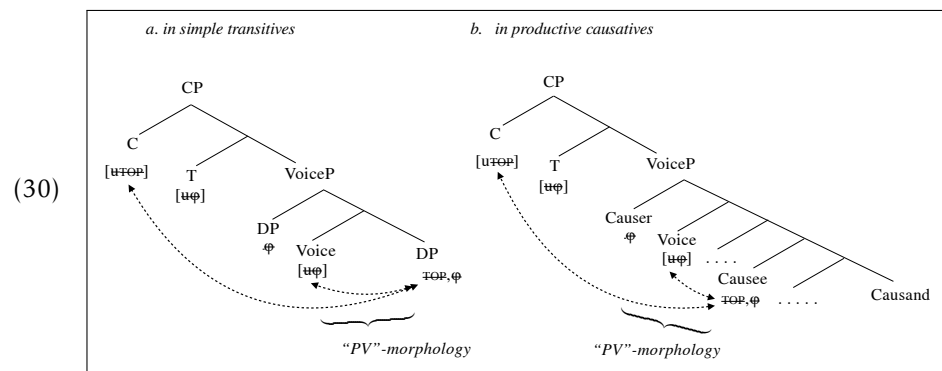 (30)
a. in simple transitives
CP
C
[uTOP]
T
[uφ]
VoiceP
DP
φ
Voice
[uφ]
DP
TOP,φ
"PV"-morphology
b. in productive causatives
CP
C
[uTOP]
T
[uφ]
VoiceP
Causer
φ
Voice
[uφ]
. . . .
Causee
TOP,φ
. . . . .
Causand
"PV"-morphology